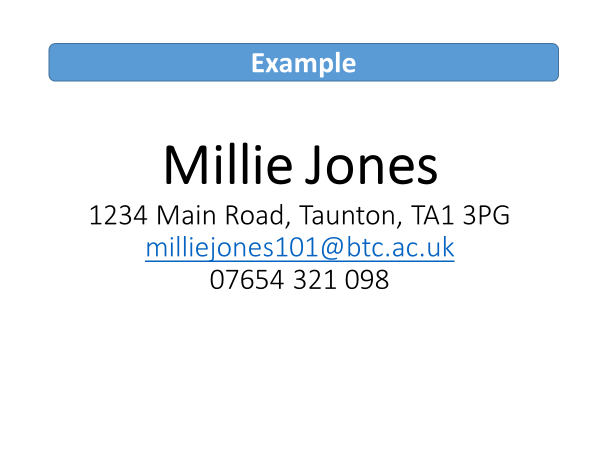 Example
Millie Jones
1234 Main Road, Taunton, TA1 3PG
milliejones101@btc.ac.uk
07654 321 098